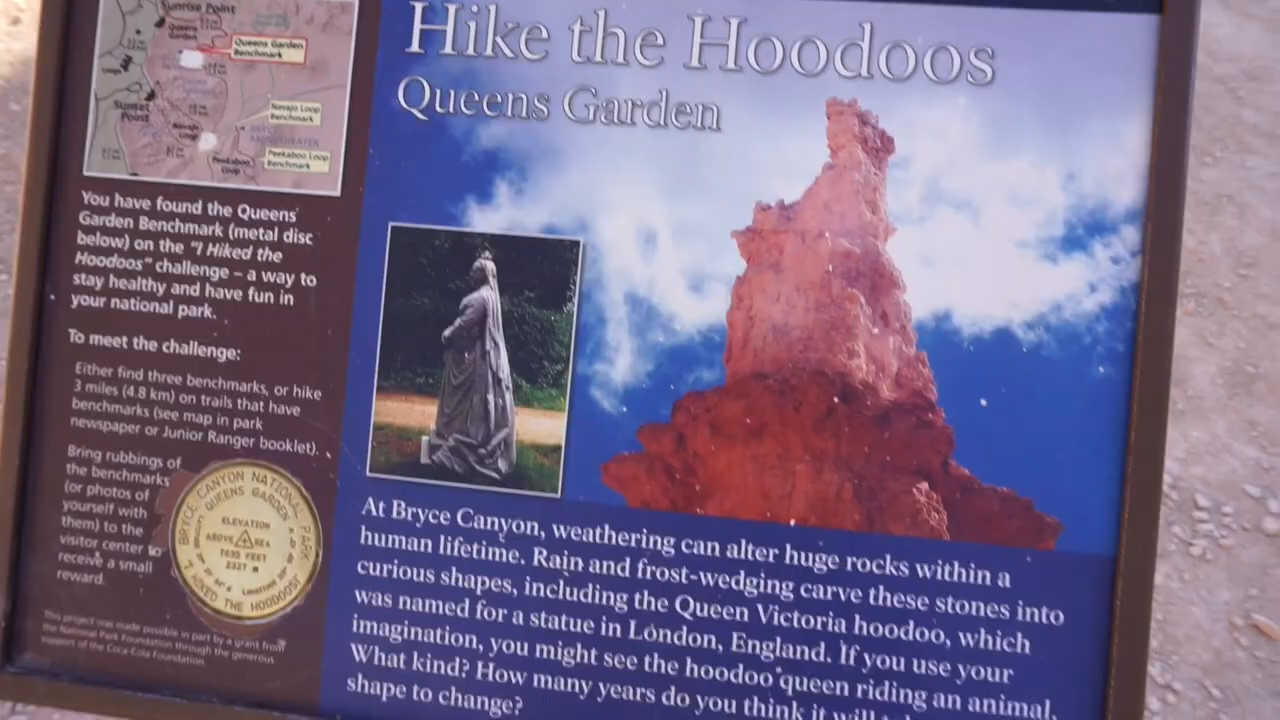 Hike the Hoodoos
Queens Garden
Sunrise Point
Queens Garden
Queens Garden
Benchmark
Sunset
Point
Navajo Loop
Benchmark
Navajo
Loop
Peekaboo
Loop
Peekaboo Loop
Benchmark
You have found the Queens
Garden Benchmark (metal disc
below) on the "I Hiked the
Hoodoos" challenge – a way to
stay healthy and have fun in
your national park.
To meet the challenge:
Either find three benchmarks, or hike
3 miles (4.8 km) on trails that have
benchmarks (see map in park
newspaper or Junior Ranger booklet).
Bring rubbings of
the benchmarks
(or photos of
yourself with
them) to the
visitor center to
receive a small
reward.
BRYCE CANYON NATIONAL PARK
QUEENS GARDEN
ELEVATION
ABOVE SEA
7635 FEET
2327 M
"I HIKED THE HOODOOS!"
This project was made possible in part by a grant from
the National Park Foundation through the generous
support of the Coca-Cola Foundation.
At Bryce Canyon, weathering can alter huge rocks within a
human lifetime. Rain and frost-wedging carve these stones into
curious shapes, including the Queen Victoria hoodoo, which
was named for a statue in London, England. If you use your
imagination, you might see the hoodoo queen riding an animal.
What kind? How many years do you think it will
shape to change?